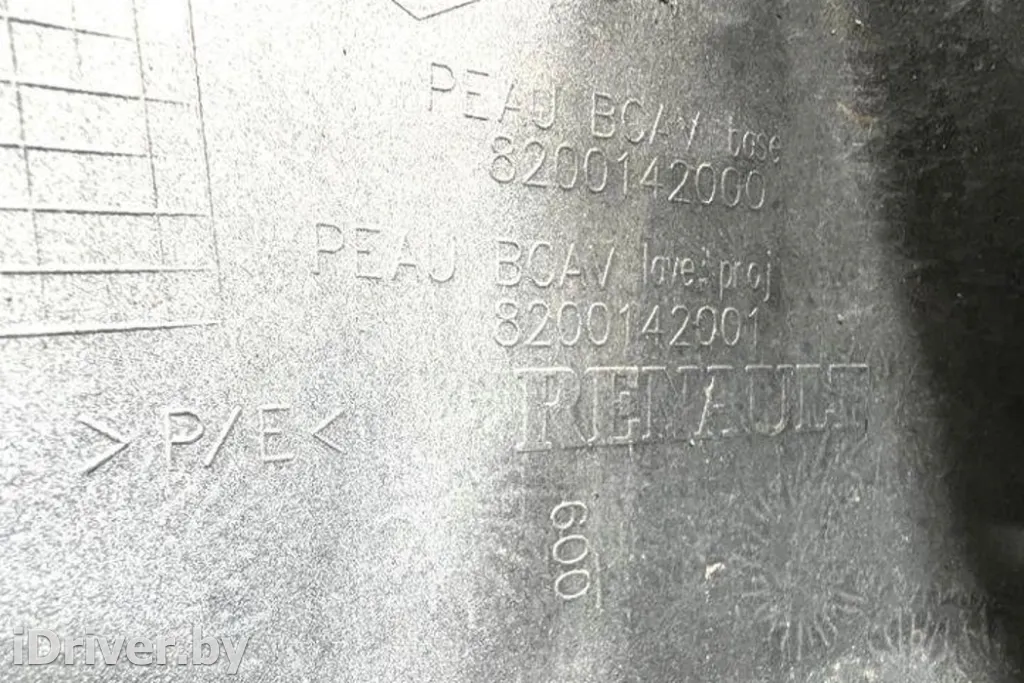 PEAU BCAV base
8200142000
PEAU BCAV lave proj
8200142001
RENAULT
>P/E<
600
iDriver.by